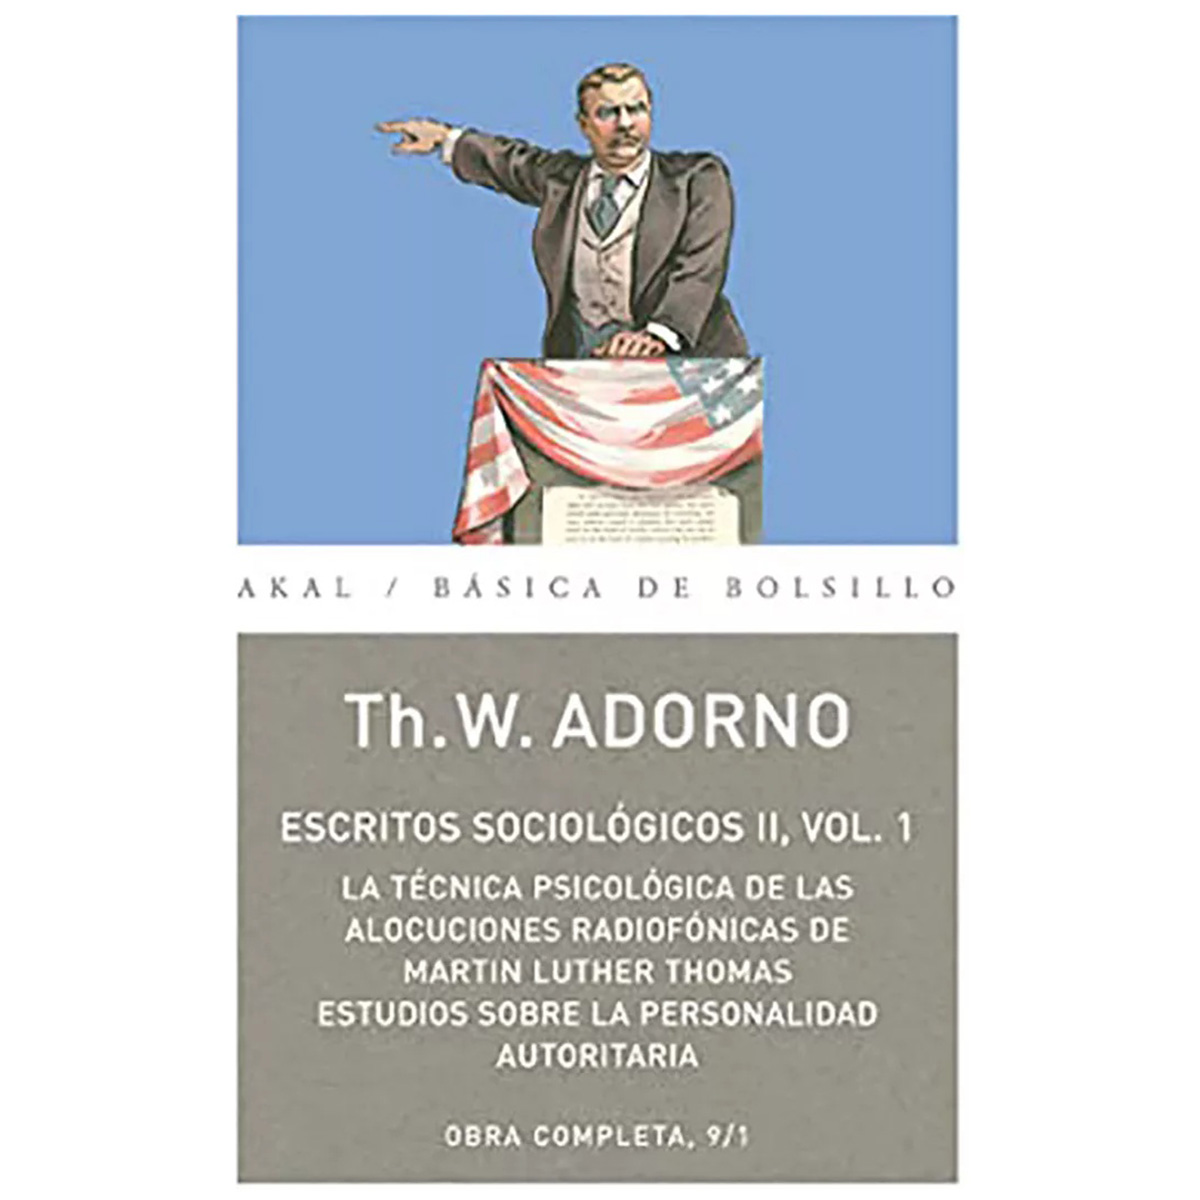 AKAL / BÁSICA DE BOLSILLO
Th. W. ADORNO
ESCRITOS SOCIOLÓGICOS II, VOL. 1
LA TÉCNICA PSICOLÓGICA DE LAS
ALOCUCIONES RADIOFÓNICAS DE
MARTIN LUTHER THOMAS
ESTUDIOS SOBRE LA PERSONALIDAD
AUTORITARIA
OBRA COMPLETA, 9/1